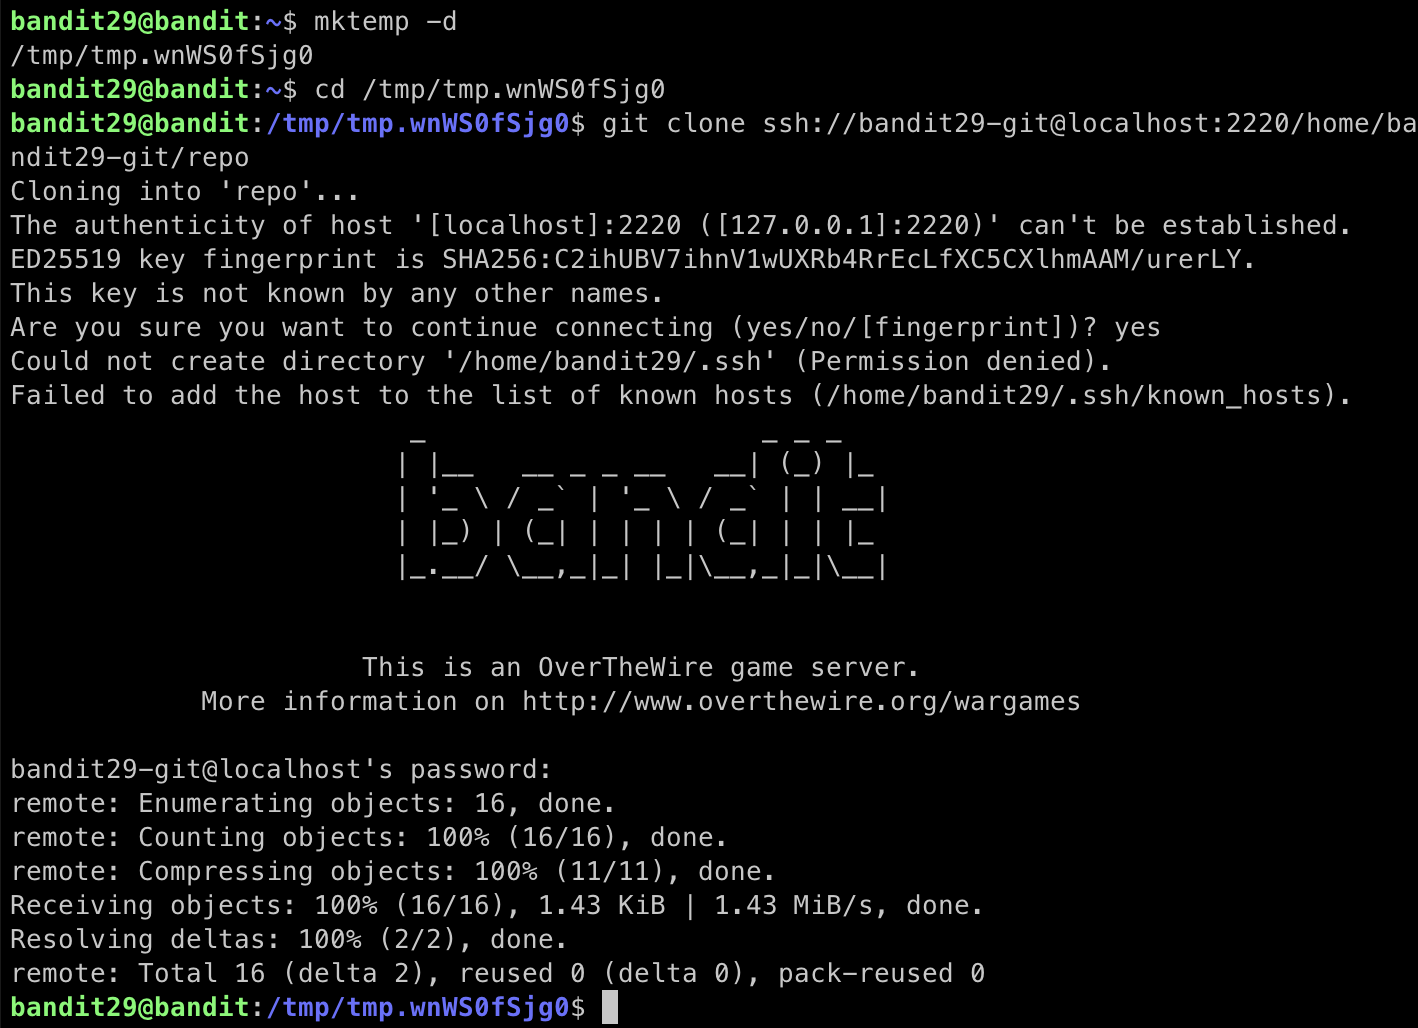 bandit29@bandit:~$ mktemp -d
/tmp/tmp.wnWS0fSjg0
bandit29@bandit:~$ cd /tmp/tmp.wnWS0fSjg0
bandit29@bandit:/tmp/tmp.wnWS0fSjg0$ git clone ssh://bandit29-git@localhost:2220/home/ba
ndit29-git/repo
Cloning into 'repo'...
The authenticity of host '[localhost]:2220 ([127.0.0.1]:2220)' can't be established.
ED25519 key fingerprint is SHA256:C2ihUBV7ihnV1wUXRb4RrEcLfXC5CXlhmAAM/urerLY.
This key is not known by any other names.
Are you sure you want to continue connecting (yes/no/[fingerprint])? yes
Could not create directory '/home/bandit29/.ssh' (Permission denied).
Failed to add the host to the list of known hosts (/home/bandit29/.ssh/known_hosts).
                         _                     _ _ _
                        | |__   __ _ _ __   __| (_) |_
                        | '_ \ / _` | '_ \ / _` | | __|
                        | |_) | (_| | | | | (_| | | |_
                        |_.__/ \__,_|_| |_|\__,_|_|\__|
This is an OverTheWire game server.
More information on http://www.overthewire.org/wargames
bandit29-git@localhost's password:
remote: Enumerating objects: 16, done.
remote: Counting objects: 100% (16/16), done.
remote: Compressing objects: 100% (11/11), done.
Receiving objects: 100% (16/16), 1.43 KiB | 1.43 MiB/s, done.
Resolving deltas: 100% (2/2), done.
remote: Total 16 (delta 2), reused 0 (delta 0), pack-reused 0
bandit29@bandit:/tmp/tmp.wnWS0fSjg0$